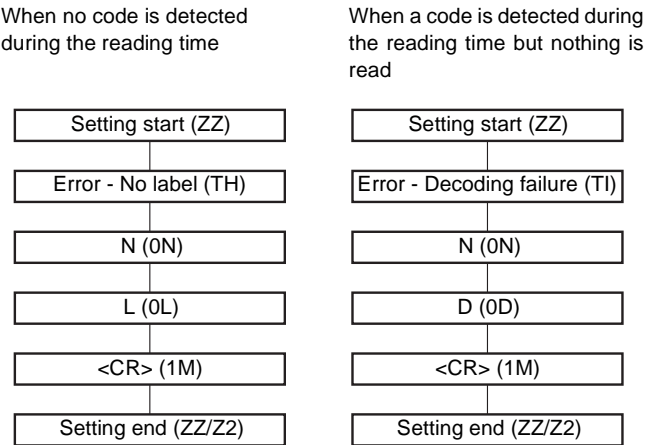 When no code is detected
during the reading time
Setting start (ZZ)
Error - No label (TH)
N (0N)
L (0L)
<CR> (1M)
Setting end (ZZ/Z2)
When a code is detected during
the reading time but nothing is
read
Setting start (ZZ)
Error - Decoding failure (TI)
N (0N)
D (0D)
<CR> (1M)
Setting end (ZZ/Z2)